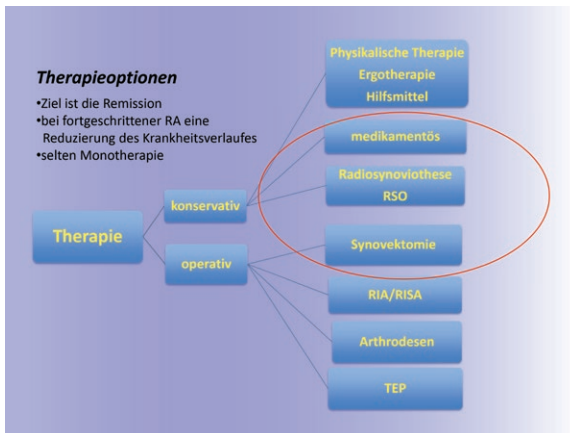 Therapieoptionen
•Ziel ist die Remission
•bei fortgeschrittener RA eine
Reduzierung des Krankheitsverlaufes
•selten Monotherapie
Therapie
konservativ
operativ
Physikalische Therapie
Ergotherapie
Hilfsmittel
medikamentös
Radiosynoviothese
RSO
Synovektomie
RIA/RISA
Arthrodesen
TEP